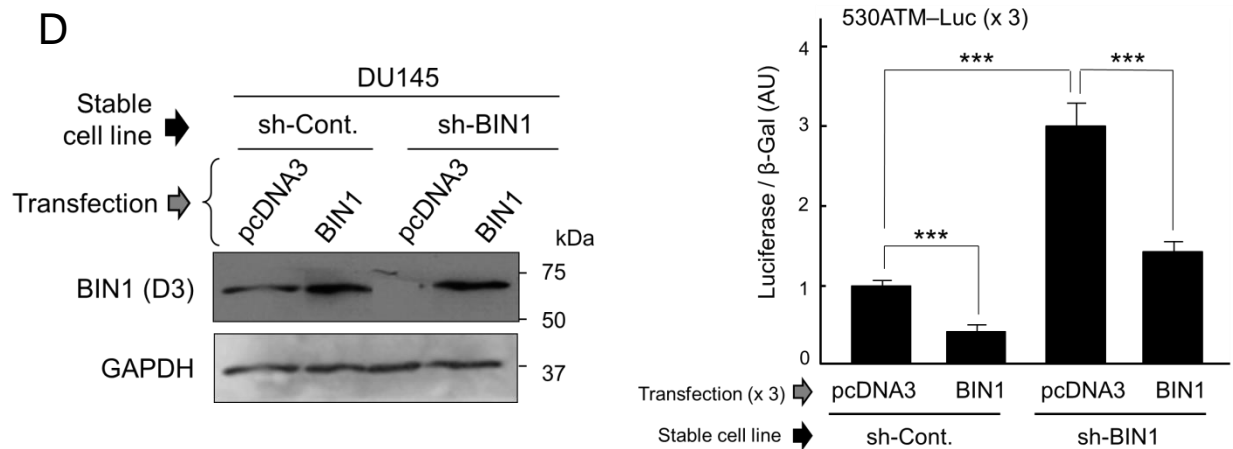 D
DU145
Stable
cell line
sh-Cont.
sh-BIN1
Transfection
pcDNA3
BIN1
pcDNA3
BIN1
kDa
BIN1 (D3)
75
50
GAPDH
37
530ATM–Luc (x 3)
Luciferase / β-Gal (AU)
4
3
2
1
0
***
***
***
Transfection (x 3)
pcDNA3
BIN1
pcDNA3
BIN1
Stable cell line
sh-Cont.
sh-BIN1